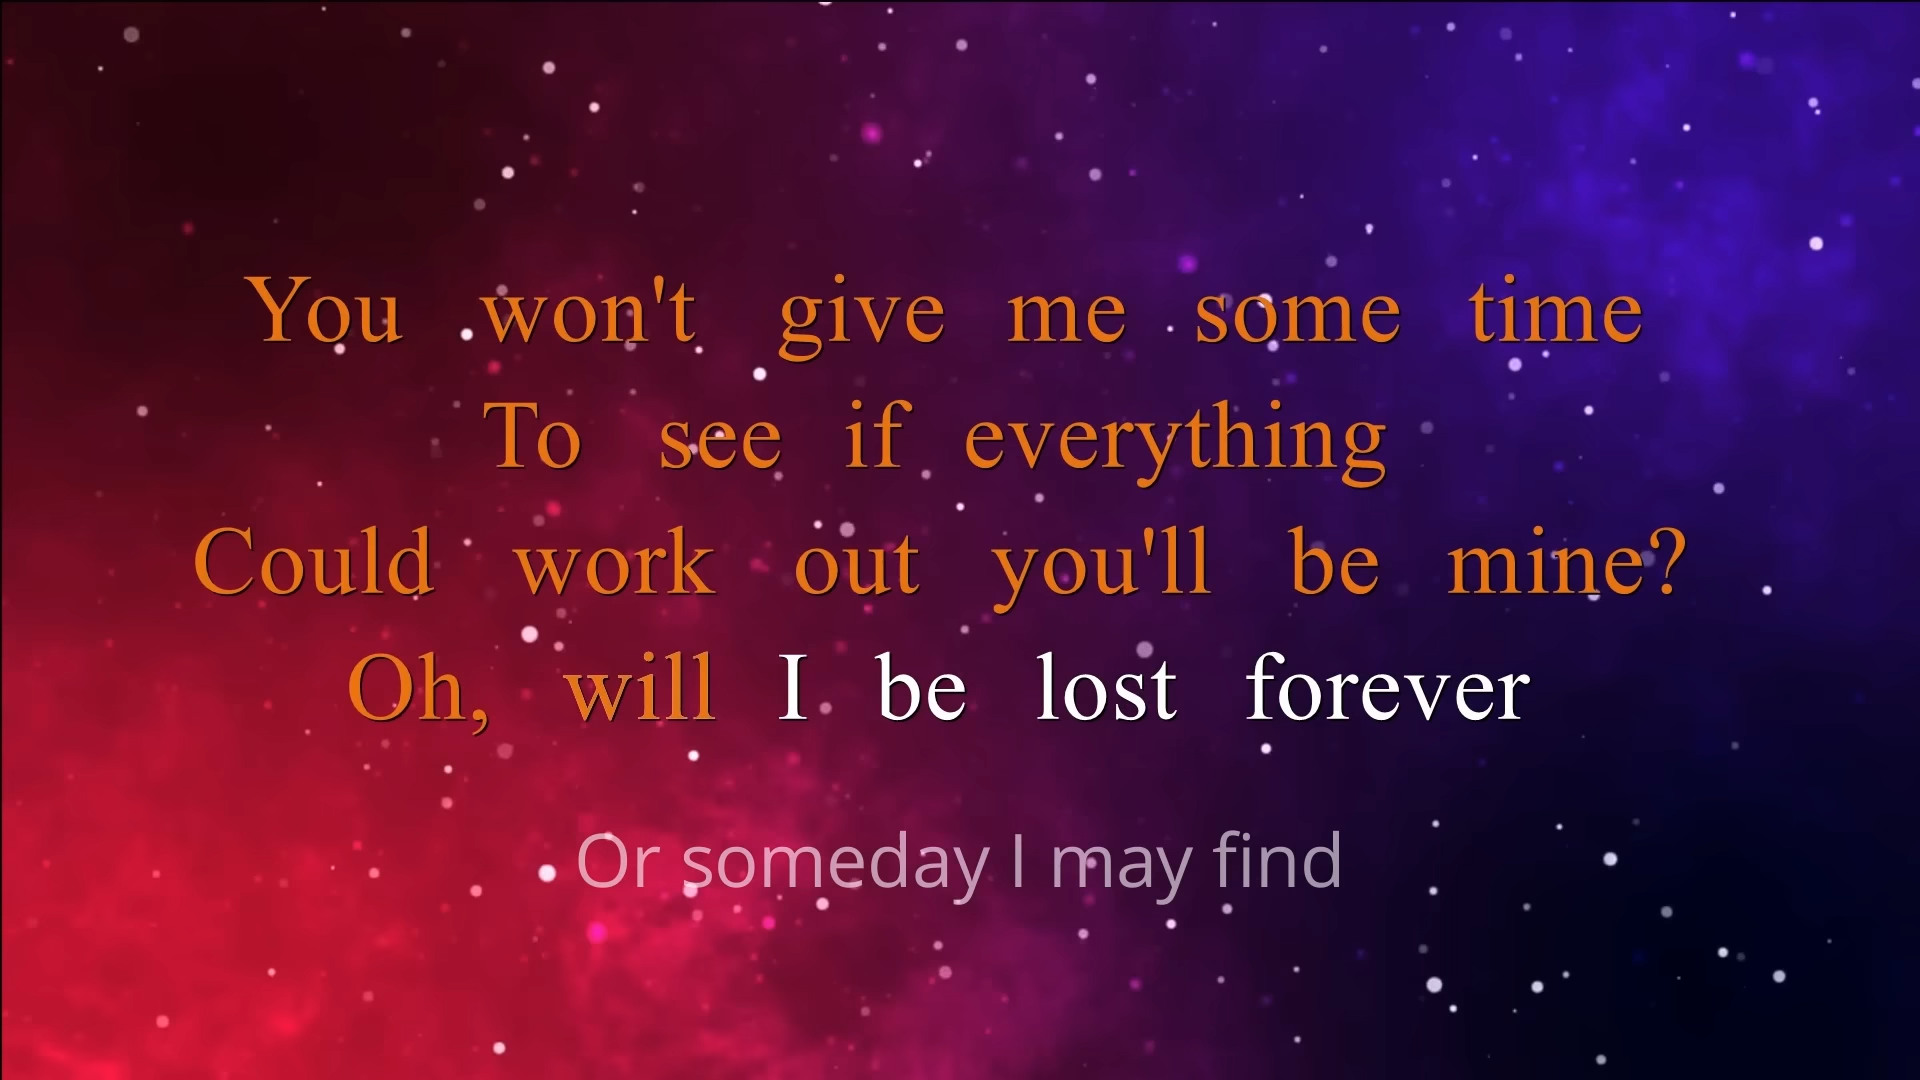 You won't give me some time
To see if everything
Could work out you'll be mine?
Oh, will I be lost forever
Or someday I may find